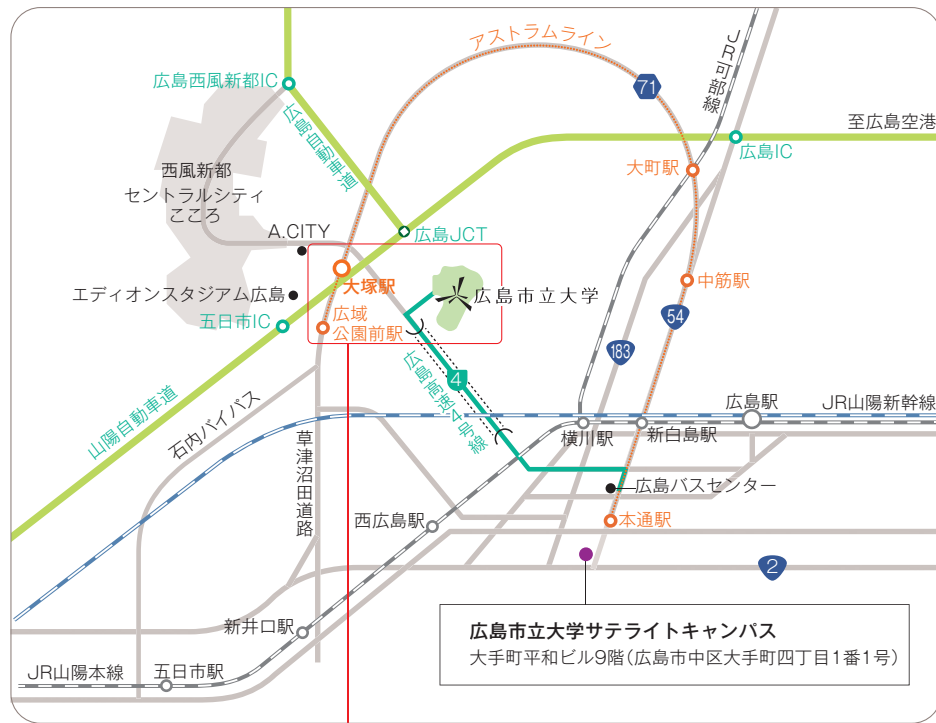 アストラムライン
JR可部線
71
広島西風新都IC
広島自動車道
至広島空港
広島IC
大町駅
西風新都
セントラルシティ
こころ
A.CITY
広島JCT
大塚駅
広島市立大学
中筋駅
エディオンスタジアム広島
広域
公園前駅
五日市IC
54
183
4
広島高速4号線
山陽自動車道
石内バイパス
草津沼田道路
広島駅
JR山陽新幹線
横川駅
新白島駅
広島バスセンター
西広島駅
本通駅
2
新井口駅
広島市立大学サテライトキャンパス
大手町平和ビル9階(広島市中区大手町四丁目1番1号)
JR山陽本線
五日市駅